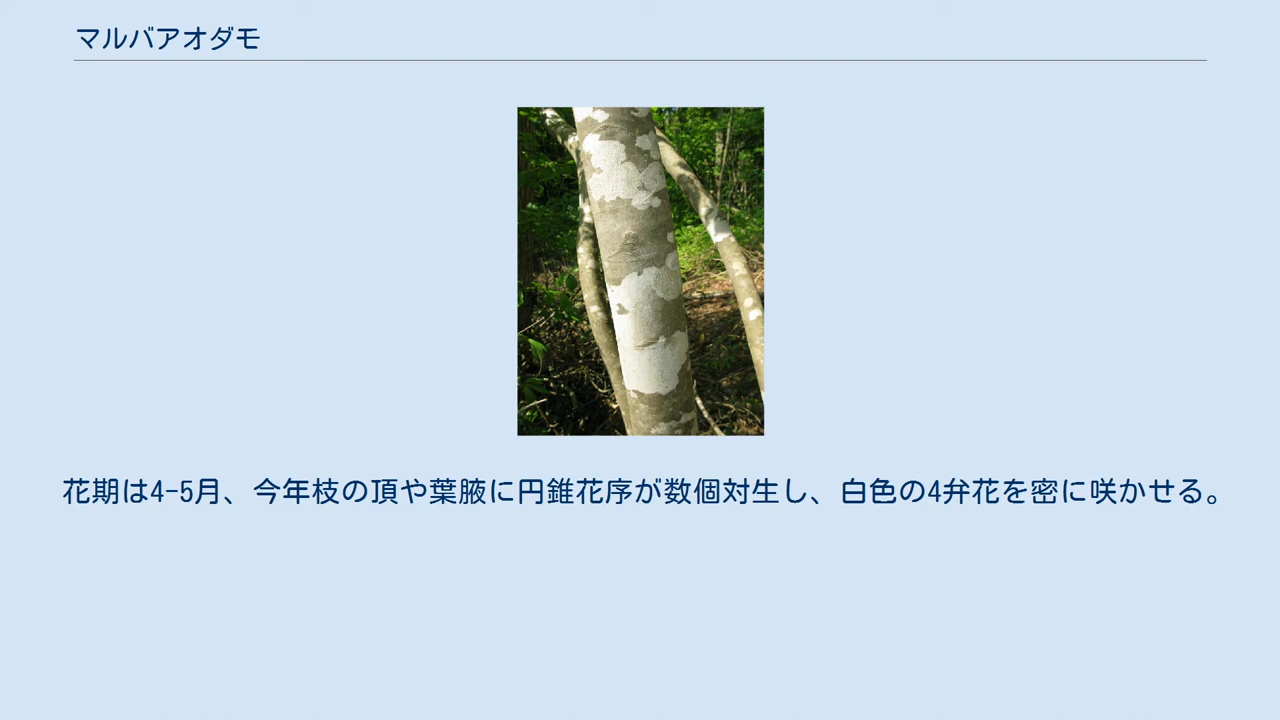 マルバアオダモ
花期は4-5月、今年枝の頂や葉腋に円錐花序が数個対生し、白色の4弁花を密に咲かせる。